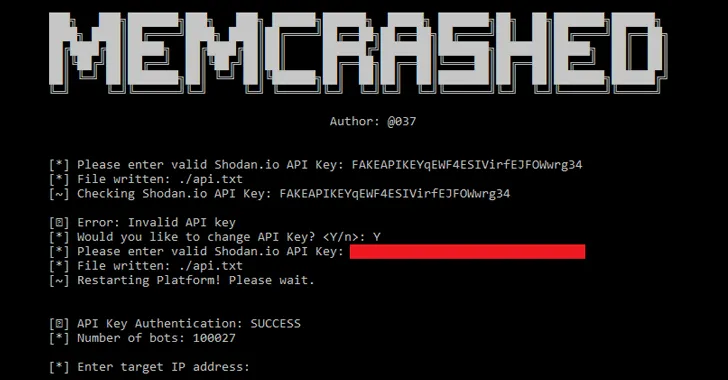 MEMCRASHED
Author: @037
[*] Please enter valid Shodan.io API Key: FAKEAPIKEYqEWF4ESIVirfEJFOWwrg34
[*] File written: ./api.txt
[~] Checking Shodan.io API Key: FAKEAPIKEYqEWF4ESIVirfEJFOWwrg34
[⍰] Error: Invalid API key
[*] Would you like to change API Key? <Y/n>: Y
[*] Please enter valid Shodan.io API Key:
[*] File written: ./api.txt
[~] Restarting Platform! Please wait.
[⍰] API Key Authentication: SUCCESS
[*] Number of bots: 100027
[*] Enter target IP address: